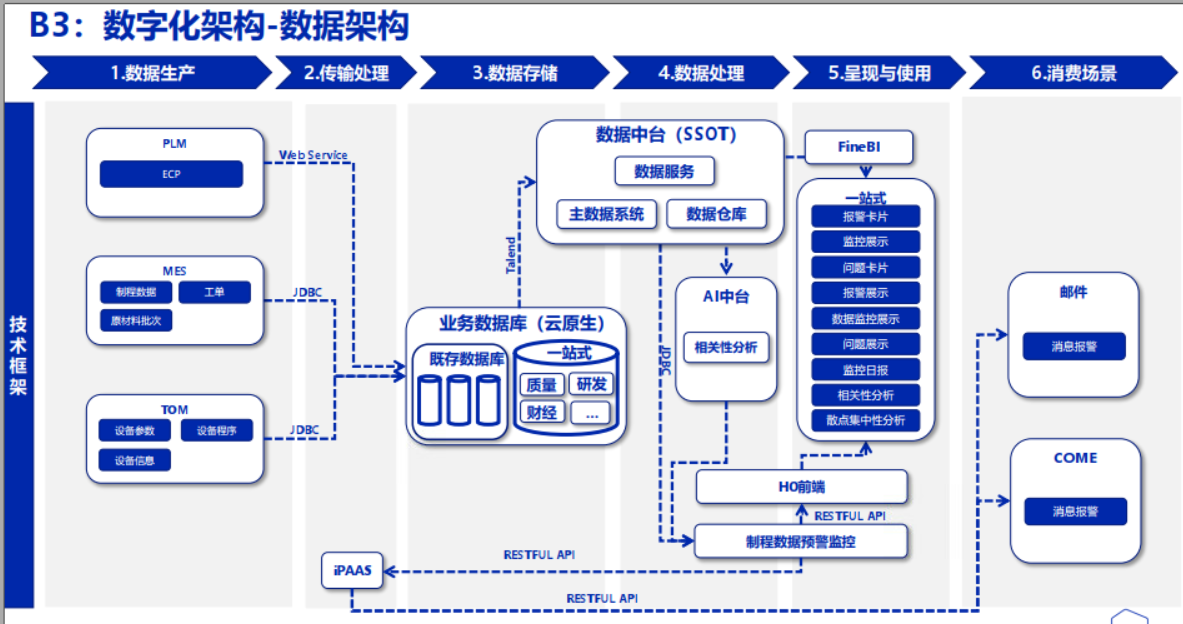 B3：数字化架构-数据架构
1.数据生产
2.传输处理
3.数据存储
4.数据处理
5.呈现与使用
6.消费场景
技术框架
PLM
ECP
MES
制程数据
工单
原材料批次
TOM
设备参数
设备程序
设备信息
Web Service
JDBC
JDBC
业务数据库（云原生）
既存数据库
一站式
质量
研发
财经
...
Talend
数据中台（SSOT）
数据服务
主数据系统
数据仓库
JDBC
AI中台
相关性分析
FineBI
一站式
报警卡片
监控展示
问题卡片
报警展示
数据监控展示
问题展示
监控日报
相关性分析
散点集中性分析
H0前端
RESTFUL API
制程数据预警监控
RESTFUL API
iPAAS
RESTFUL API
邮件
消息报警
COME
消息报警